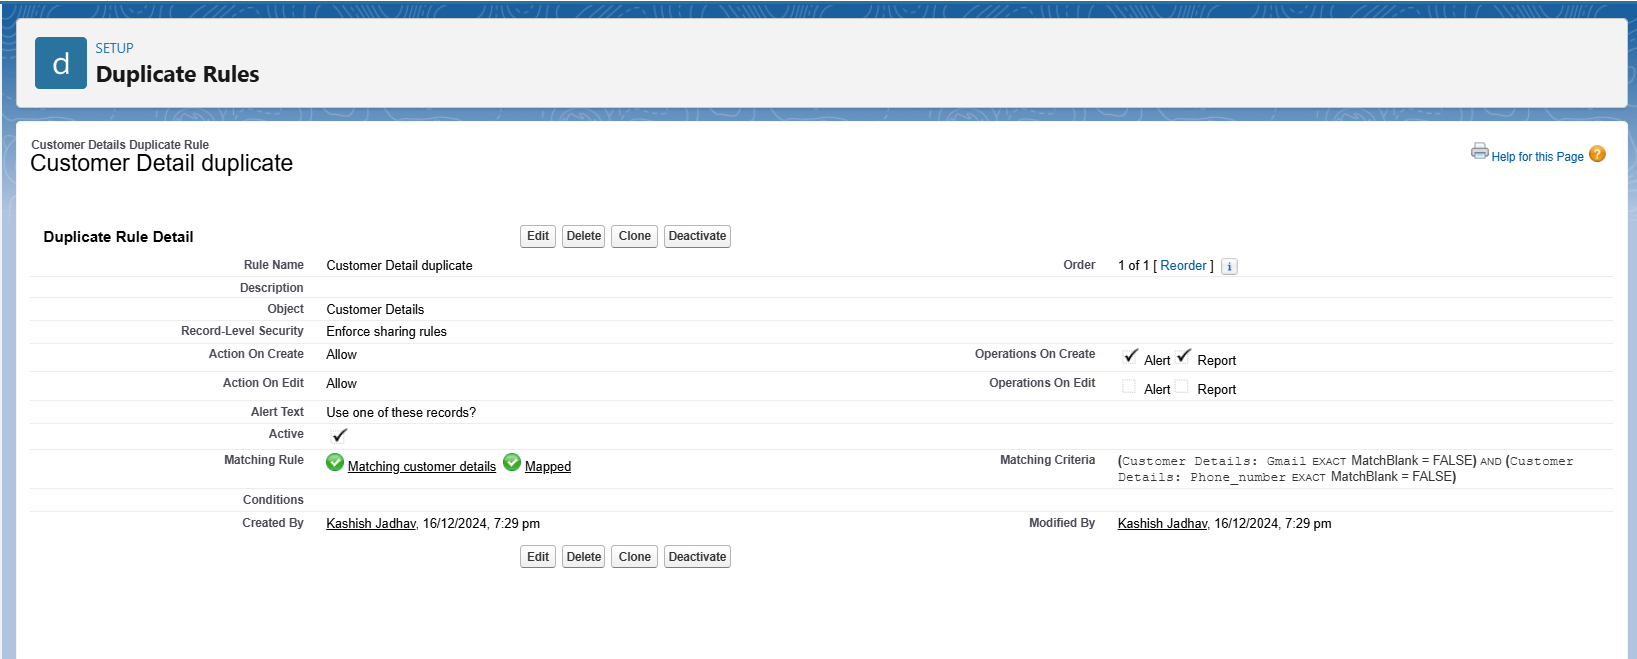 d
SETUP
Duplicate Rules
Customer Details Duplicate Rule
Customer Detail duplicate
Help for this Page ?
Duplicate Rule Detail
Edit Delete Clone Deactivate
Rule Name Customer Detail duplicate Order 1 of 1 [ Reorder ] i
Description
Object Customer Details
Record-Level Security Enforce sharing rules
Action On Create Allow Operations On Create Alert Report
Action On Edit Allow Operations On Edit Alert Report
Alert Text Use one of these records?
Active
Matching Rule Matching customer details Mapped Matching Criteria (Customer Details: Gmail EXACT MatchBlank = FALSE) AND (Customer
Details: Phone_number EXACT MatchBlank = FALSE)
Conditions
Created By Kashish Jadhav, 16/12/2024, 7:29 pm Modified By Kashish Jadhav, 16/12/2024, 7:29 pm
Edit Delete Clone Deactivate